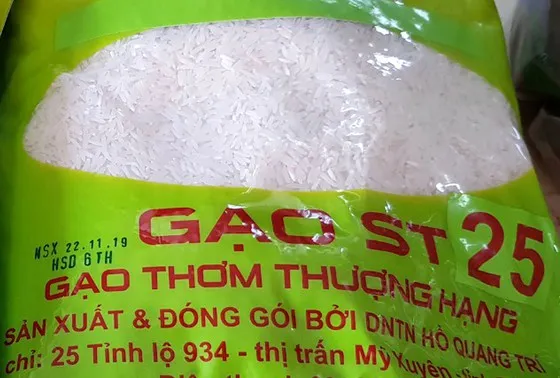 GẠO ST 25
NSX 22.11.19
HSD 6TH
GẠO THƠM THƯỢNG HẠNG
SẢN XUẤT & ĐÓNG GÓI BỞI DNTN HỒ QUANG TRÍ
chỉ: 25 Tỉnh lộ 934 - thị trấn Mỹ Xuyên